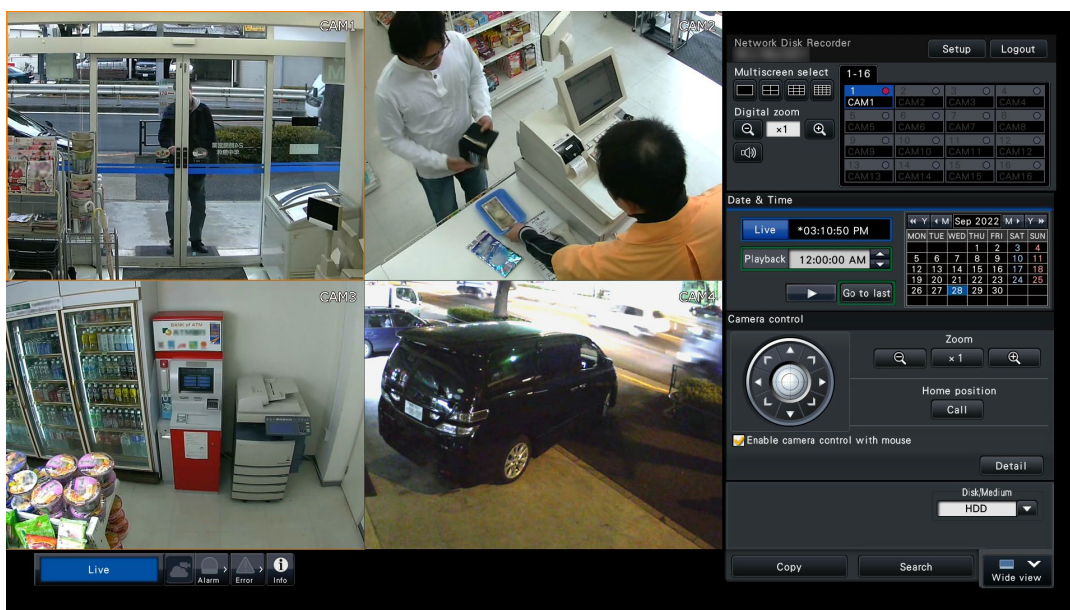 CAM1
CAM2
CAM3
BANK of ATM
CAM4
Network Disk Recorder
Setup
Logout
Multiscreen select
1-16
Digital zoom
×1
1 2 3 4
CAM1 CAM2 CAM3 CAM4
5 6 7 8
CAM5 CAM6 CAM7 CAM8
9 10 11 12
CAM9 CAM10 CAM11 CAM12
13 14 15 16
CAM13 CAM14 CAM15 CAM16
Date & Time
Live *03:10:50 PM
Playback 12:00:00 AM
Go to last
Y M Sep 2022 M Y
MON TUE WED THU FRI SAT SUN
1 2 3 4
5 6 7 8 9 10 11
12 13 14 15 16 17 18
19 20 21 22 23 24 25
26 27 28 29 30
Camera control
Zoom
×1
Home position
Call
Enable camera control with mouse
Detail
Disk/Medium
HDD
Copy
Search
Wide view
Live
Alarm
Error
Info